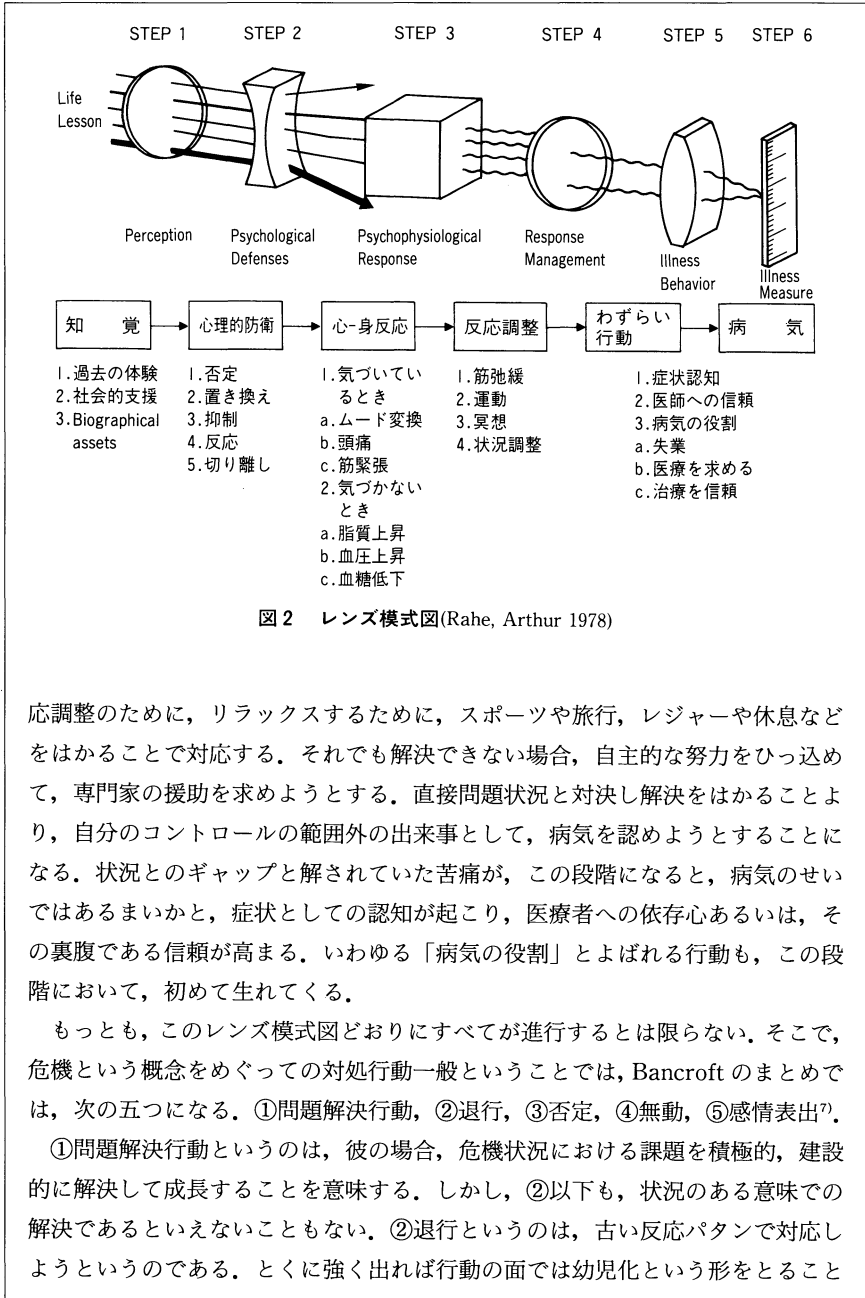 STEP 1 STEP 2 STEP 3 STEP 4 STEP 5 STEP 6
Life
Lesson
Perception
Psychological
Defenses
Psychophysiological
Response
Response
Management
Illness
Behavior
Illness
Measure
知　覚
心理的防衛
心-身反応
反応調整
わずらい
行動
病　気
1.過去の体験
2.社会的支援
3.Biographical
assets
1.否定
2.置き換え
3.抑制
4.反応
5.切り離し
1.気づいてい
るとき
a.ムード変換
b.頭痛
c.筋緊張
2.気づかない
とき
a.脂質上昇
b.血圧上昇
c.血糖低下
1.筋弛緩
2.運動
3.冥想
4.状況調整
1.症状認知
2.医師への信頼
3.病気の役割
a.失業
b.医療を求める
c.治療を信頼
図2　レンズ模式図(Rahe, Arthur 1978)
応調整のために，リラックスするために，スポーツや旅行，レジャーや休息など
をはかることで対応する．それでも解決できない場合，自主的な努力をひっ込め
て，専門家の援助を求めようとする．直接問題状況と対決し解決をはかることよ
り，自分のコントロールの範囲外の出来事として，病気を認めようとすることに
なる．状況とのギャップと解されていた苦痛が，この段階になると，病気のせい
ではあるまいかと，症状としての認知が起こり，医療者への依存心あるいは，そ
の裏腹である信頼が高まる．いわゆる「病気の役割」とよばれる行動も，この段
階において，初めて生れてくる．
もっとも，このレンズ模式図どおりにすべてが進行するとは限らない．そこで，
危機という概念をめぐっての対処行動一般ということでは，Bancroft のまとめで
は，次の五つになる．①問題解決行動，②退行，③否定，④無動，⑤感情表出7)．
①問題解決行動というのは，彼の場合，危機状況における課題を積極的，建設
的に解決して成長することを意味する．しかし，②以下も，状況のある意味での
解決であるといえないこともない．②退行というのは，古い反応パタンで対応し
ようというのである．とくに強く出れば行動の面では幼児化という形をとること